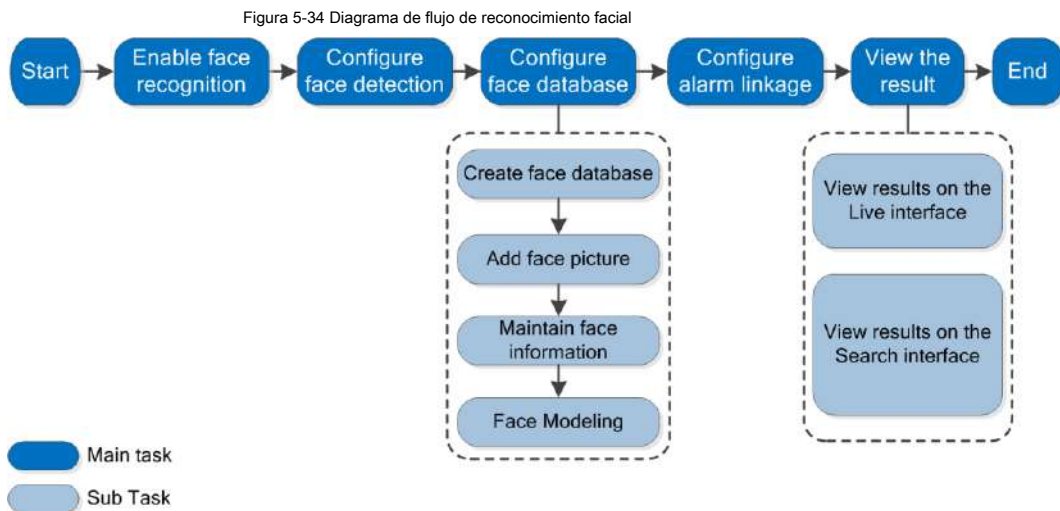 Figura 5-34 Diagrama de flujo de reconocimiento facial
Start
Enable face
recognition
Configure
face detection
Configure
face database
Configure
alarm linkage
View the
result
End
Create face database
Add face picture
Maintain face
information
Face Modeling
View results on the
Live interface
View results on the
Search interface
Main task
Sub Task